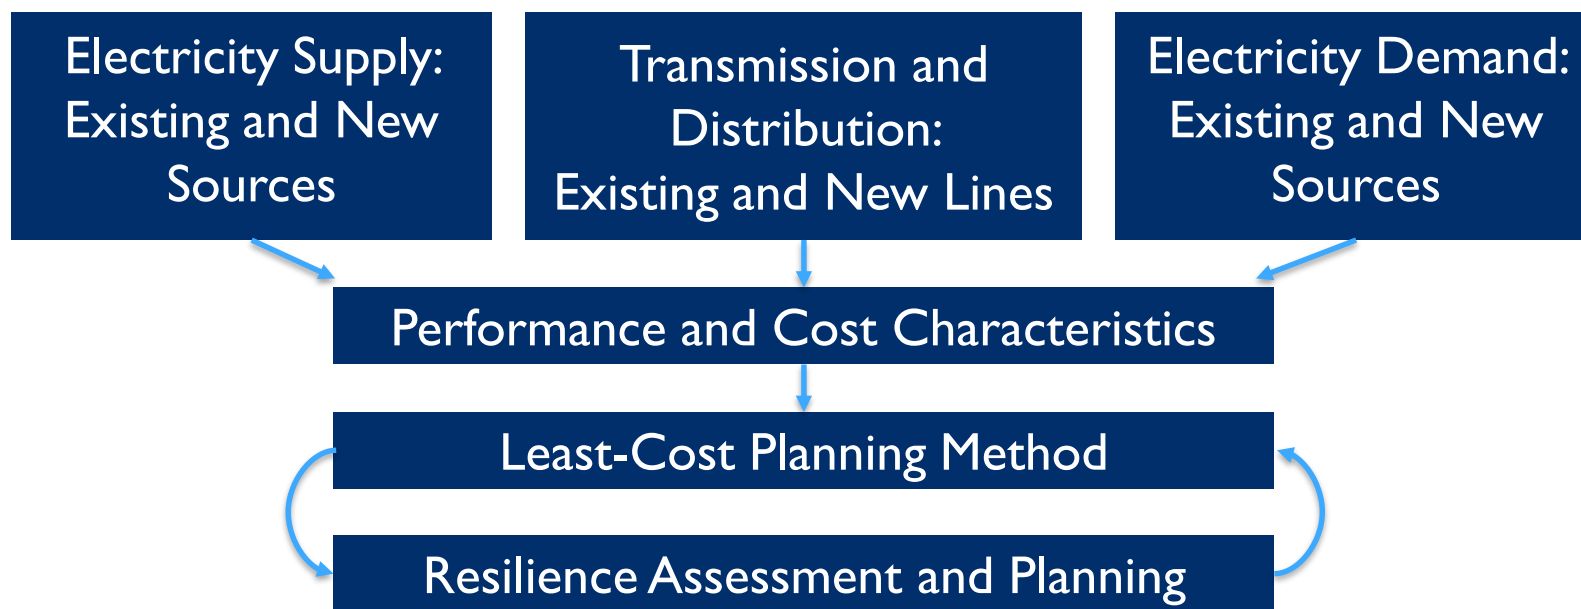 Electricity Supply:
Existing and New
Sources
Transmission and
Distribution:
Existing and New Lines
Electricity Demand:
Existing and New
Sources
Performance and Cost Characteristics
Least-Cost Planning Method
Resilience Assessment and Planning